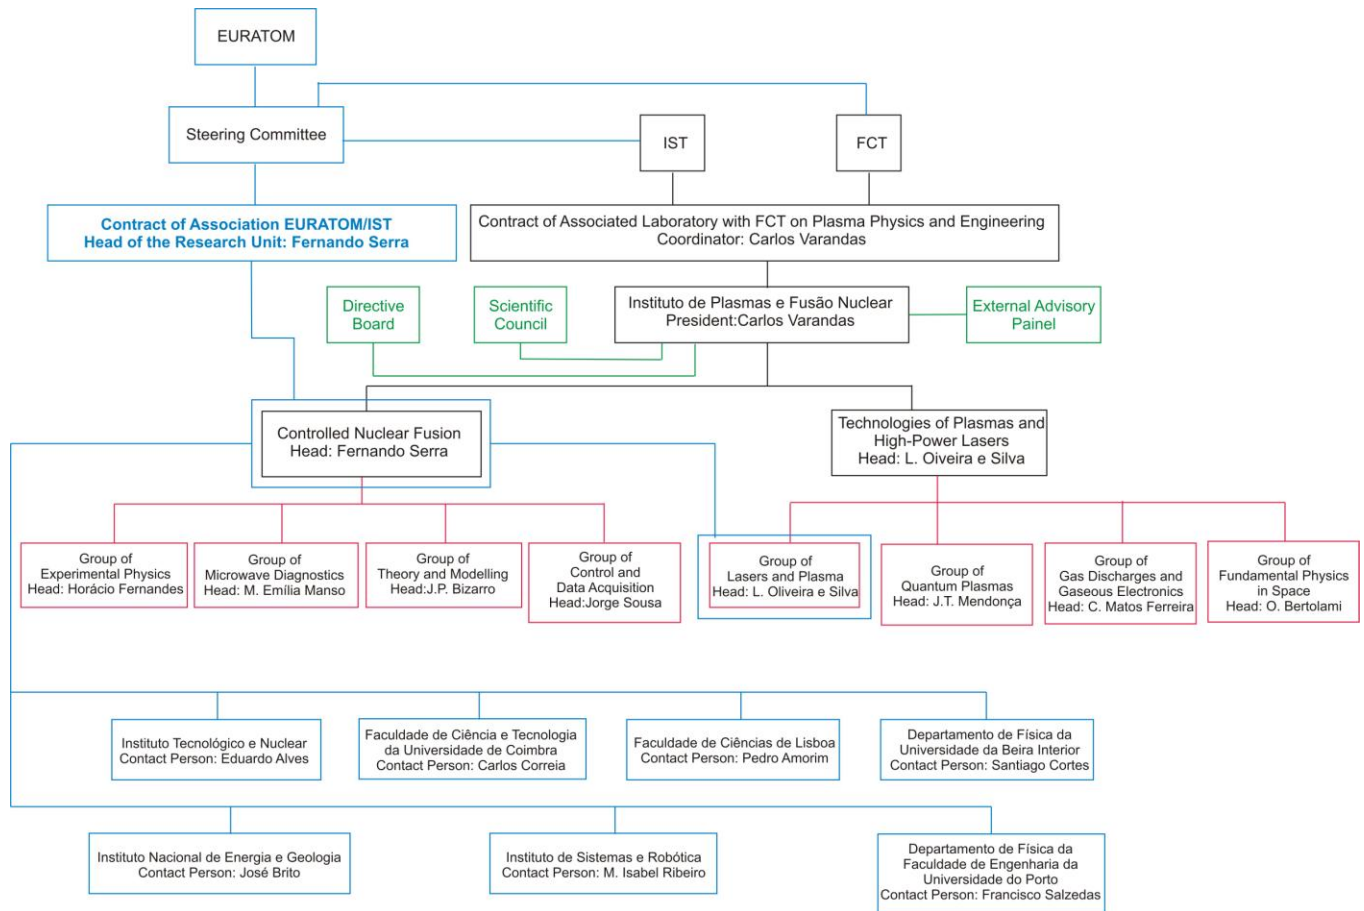 EURATOM
Steering Committee
IST
FCT
Contract of Association EURATOM/IST
Head of the Research Unit: Fernando Serra
Contract of Associated Laboratory with FCT on Plasma Physics and Engineering
Coordinator: Carlos Varandas
Directive
Board
Scientific
Council
Instituto de Plasmas e Fusão Nuclear
President:Carlos Varandas
External Advisory
Painel
Controlled Nuclear Fusion
Head: Fernando Serra
Technologies of Plasmas and
High-Power Lasers
Head: L. Oiveira e Silva
Group of
Experimental Physics
Head: Horácio Fernandes
Group of
Microwave Diagnostics
Head: M. Emília Manso
Group of
Theory and Modelling
Head:J.P. Bizarro
Group of
Control and
Data Acquisition
Head:Jorge Sousa
Group of
Lasers and Plasma
Head: L. Oliveira e Silva
Group of
Quantum Plasmas
Head: J.T. Mendonça
Group of
Gas Discharges and
Gaseous Electronics
Head: C. Matos Ferreira
Group of
Fundamental Physics
in Space
Head: O. Bertolami
Instituto Tecnológico e Nuclear
Contact Person: Eduardo Alves
Faculdade de Ciência e Tecnologia
da Universidade de Coimbra
Contact Person: Carlos Correia
Faculdade de Ciências de Lisboa
Contact Person: Pedro Amorim
Departamento de Física da
Universidade da Beira Interior
Contact Person: Santiago Cortes
Instituto Nacional de Energia e Geologia
Contact Person: José Brito
Instituto de Sistemas e Robótica
Contact Person: M. Isabel Ribeiro
Departamento de Física da
Faculdade de Engenharia da
Universidade do Porto
Contact Person: Francisco Salzedas